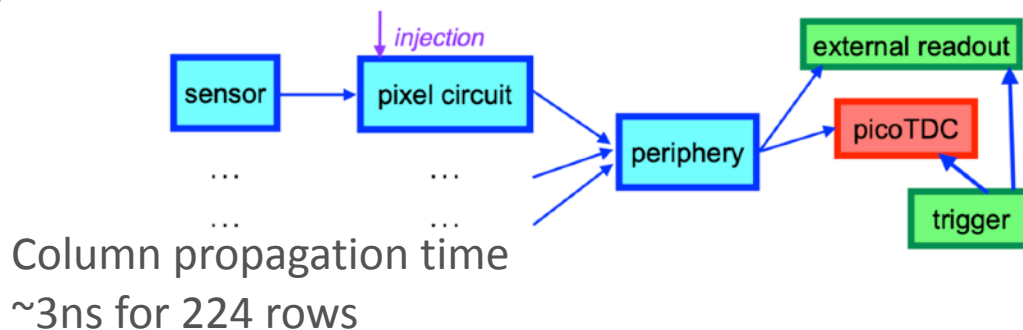 injection
external readout
sensor
pixel circuit
picoTDC
periphery
... ...
trigger
... ...
Column propagation time
~3ns for 224 rows